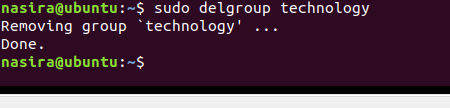 nasira@ubuntu:~$ sudo delgroup technology
Removing group `technology' ...
Done.
nasira@ubuntu:~$